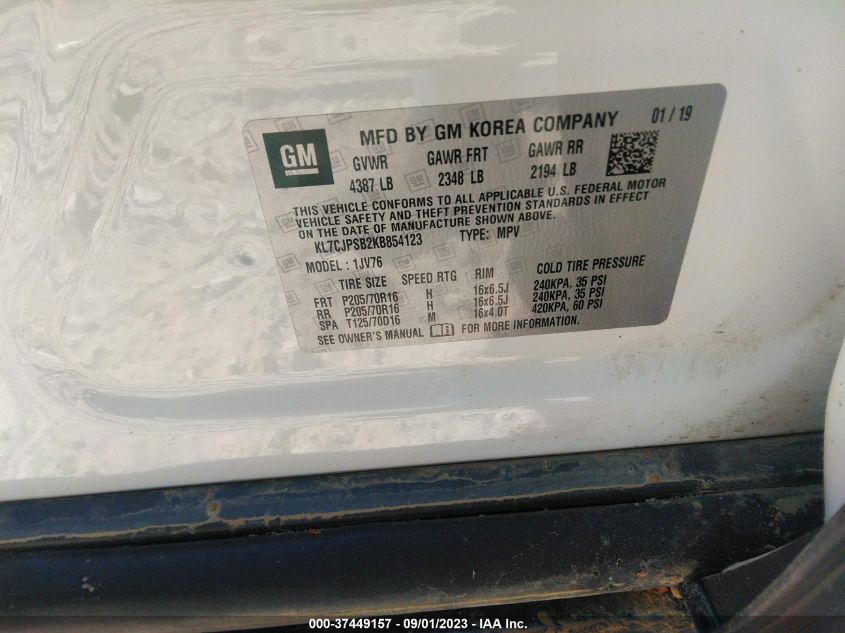 GM
MFD BY GM KOREA COMPANY 01 / 19
GVWR GAWR FRT GAWR RR
4387 LB 2348 LB 2194 LB
THIS VEHICLE CONFORMS TO ALL APPLICABLE U.S. FEDERAL MOTOR
VEHICLE SAFETY AND THEFT PREVENTION STANDARDS IN EFFECT
ON THE DATE OF MANUFACTURE SHOWN ABOVE.
KL7CJPSB2KB854123 TYPE: MPV
MODEL : 1JV76
TIRE SIZE SPEED RTG RIM COLD TIRE PRESSURE
FRT P205/70R16 H 16x6.5J 240KPA, 35 PSI
RR P205/70R16 H 16x6.5J 240KPA, 35 PSI
SPA T125/70D16 M 16x4.0T 420KPA, 60 PSI
SEE OWNER'S MANUAL FOR MORE INFORMATION.
000-37449157 - 09/01/2023 - IAA Inc.